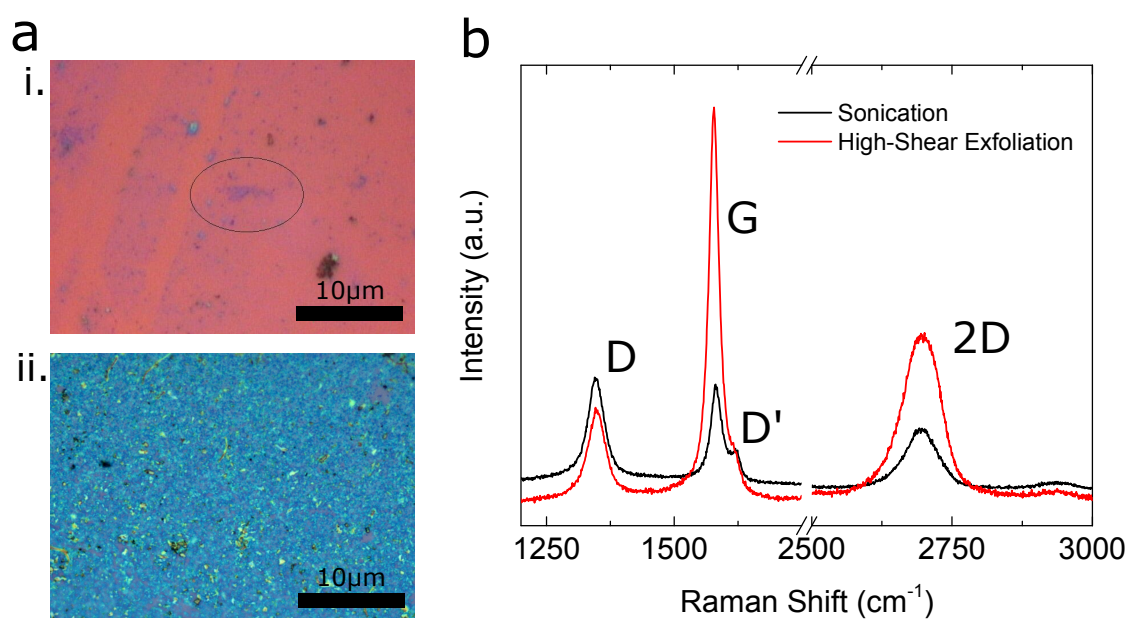 a
i.
10μm
ii.
10μm
b
Sonication
High-Shear Exfoliation
G
D
D'
2D
Intensity (a.u.)
1250 1500 2500 2750 3000
Raman Shift (cm⁻¹)